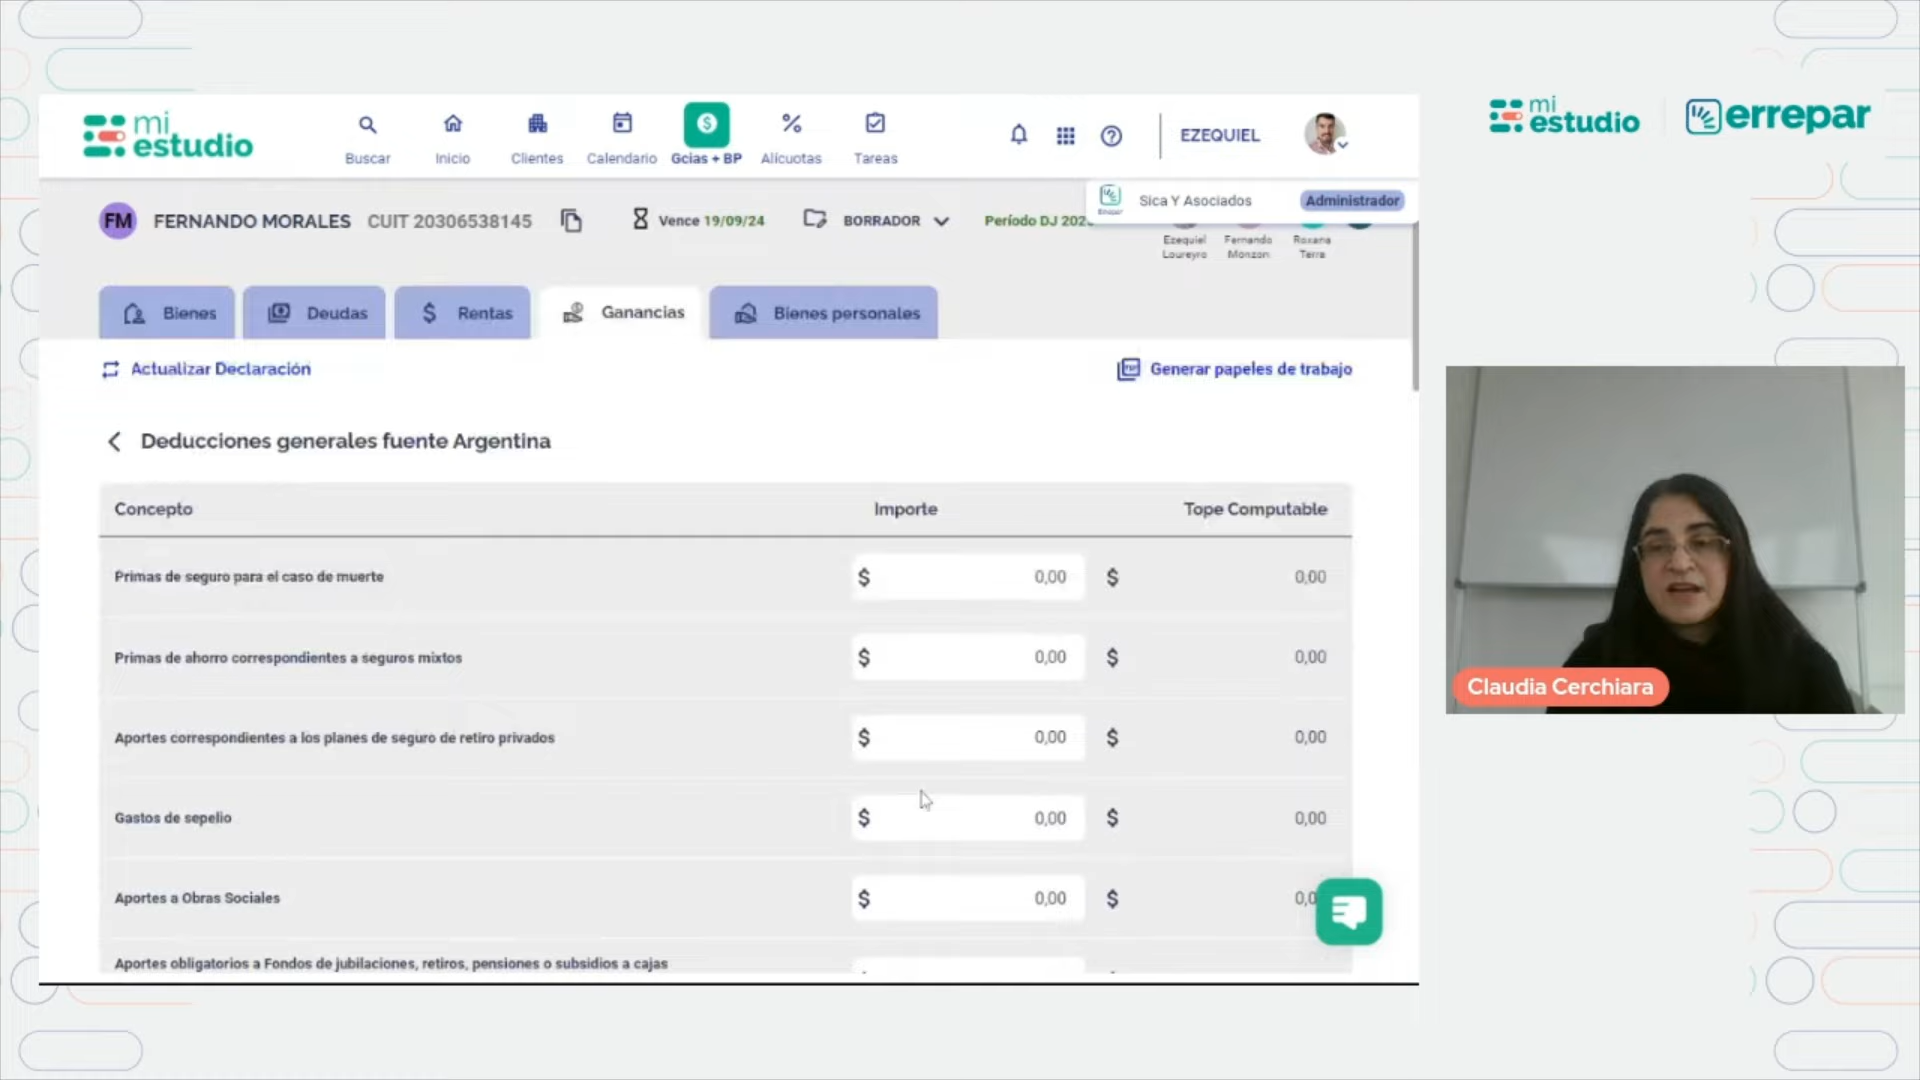 mi estudio
Buscar
Inicio
Clientes
Calendario
Gcias + BP
Alícuotas
Tareas
EZEQUIEL
mi estudio
errepar
Sica Y Asociados
Administrador
FM
FERNANDO MORALES
CUIT 20306538145
Vence 19/09/24
BORRADOR
Período DJ 202
Ezequiel Loureyro
Fernando Monzon
Roxana Terra
Bienes
Deudas
Rentas
Ganancias
Bienes personales
Actualizar Declaración
Generar papeles de trabajo
Deducciones generales fuente Argentina
Concepto
Importe
Tope Computable
Primas de seguro para el caso de muerte
$ 0,00
$ 0,00
Primas de ahorro correspondientes a seguros mixtos
$ 0,00
$ 0,00
Aportes correspondientes a los planes de seguro de retiro privados
$ 0,00
$ 0,00
Gastos de sepelio
$ 0,00
$ 0,00
Aportes a Obras Sociales
$ 0,00
$ 0,0
Aportes obligatorios a Fondos de jubilaciones, retiros, pensiones o subsidios a cajas
Claudia Cerchiara